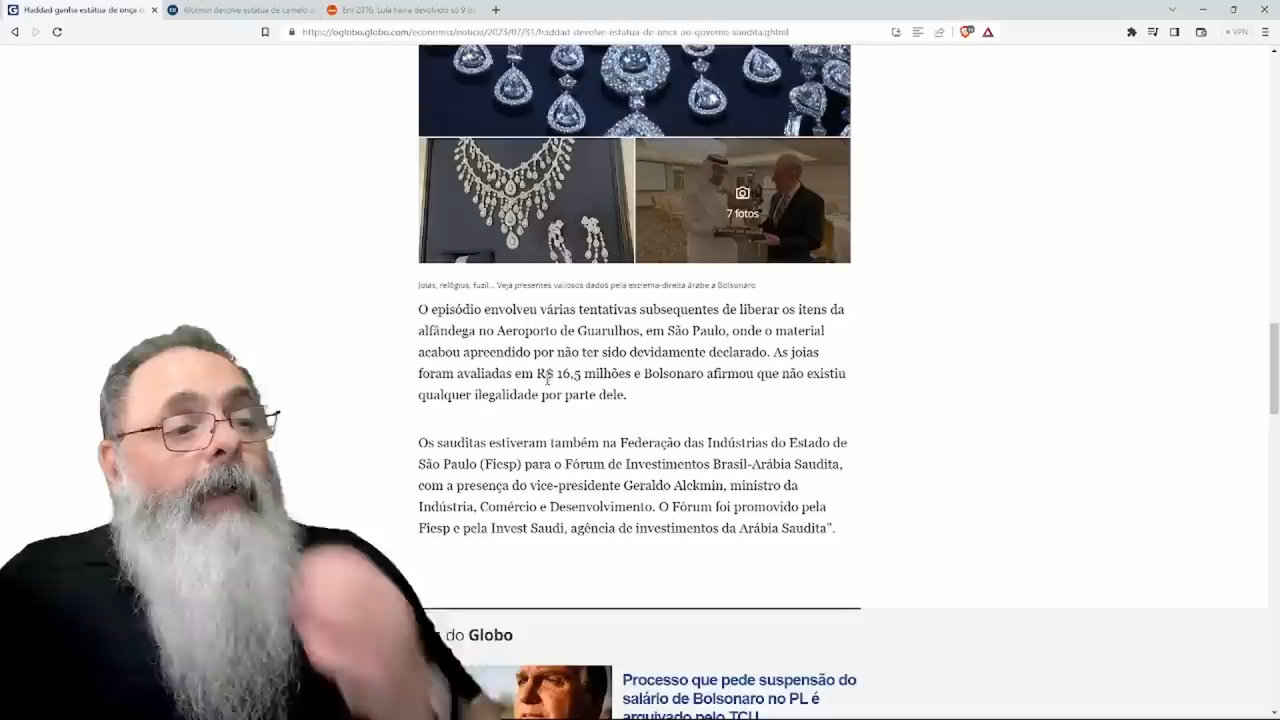 Haddad ganha estátua de onça
Alckmin devolve estátua de camelo
Em 2016, Lula havia devolvido só 9
https://oglobo.globo.com/economia/noticia/2023/07/31/haddad-devolve-estatua-de-onca-ao-governo-saudita.ghtml
VPN
7 fotos
Joias, relógios, fuzil... Veja presentes valiosos dados pela extrema-direita árabe a Bolsonaro
O episódio envolveu várias tentativas subsequentes de liberar os itens da
alfândega no Aeroporto de Guarulhos, em São Paulo, onde o material
acabou apreendido por não ter sido devidamente declarado. As joias
foram avaliadas em R$ 16,5 milhões e Bolsonaro afirmou que não existiu
qualquer ilegalidade por parte dele.
Os sauditas estiveram também na Federação das Indústrias do Estado de
São Paulo (Fiesp) para o Fórum de Investimentos Brasil-Arábia Saudita,
com a presença do vice-presidente Geraldo Alckmin, ministro da
Indústria, Comércio e Desenvolvimento. O Fórum foi promovido pela
Fiesp e pela Invest Saudi, agência de investimentos da Arábia Saudita".
do Globo
Processo que pede suspensão do
salário de Bolsonaro no PL é
arquivado pelo TCU